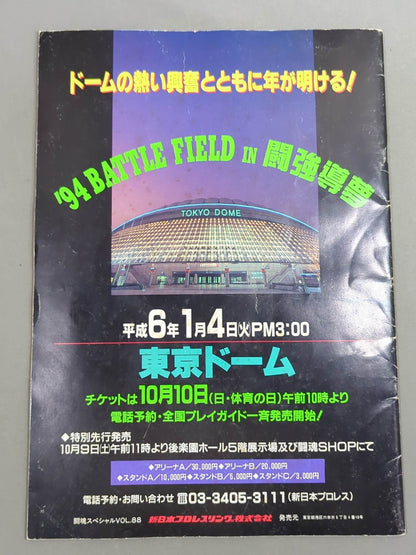 ドームの熱い興奮とともに年が明ける!
'94 BATTLE FIELD IN 闘強導夢
TOKYO DOME
平成6年1月4日㈫PM3:00
東京ドーム
チケットは10月10日(日・体育の日)午前10時より
電話予約・全国プレイガイド一斉発売開始!
◆特別先行発売
10月9日㈯午前11時より後楽園ホール5階展示場及び闘魂SHOPにて
◆アリーナA/30,000円◆アリーナB/20,000円
◆スタンドA/10,000円◆スタンドB/5,000円◆スタンドC/3,000円
電話予約・お問い合わせ ☎03-3405-3111(新日本プロレス)
闘魂スペシャルVOL.88 新日本プロレスリング株式会社 発売元